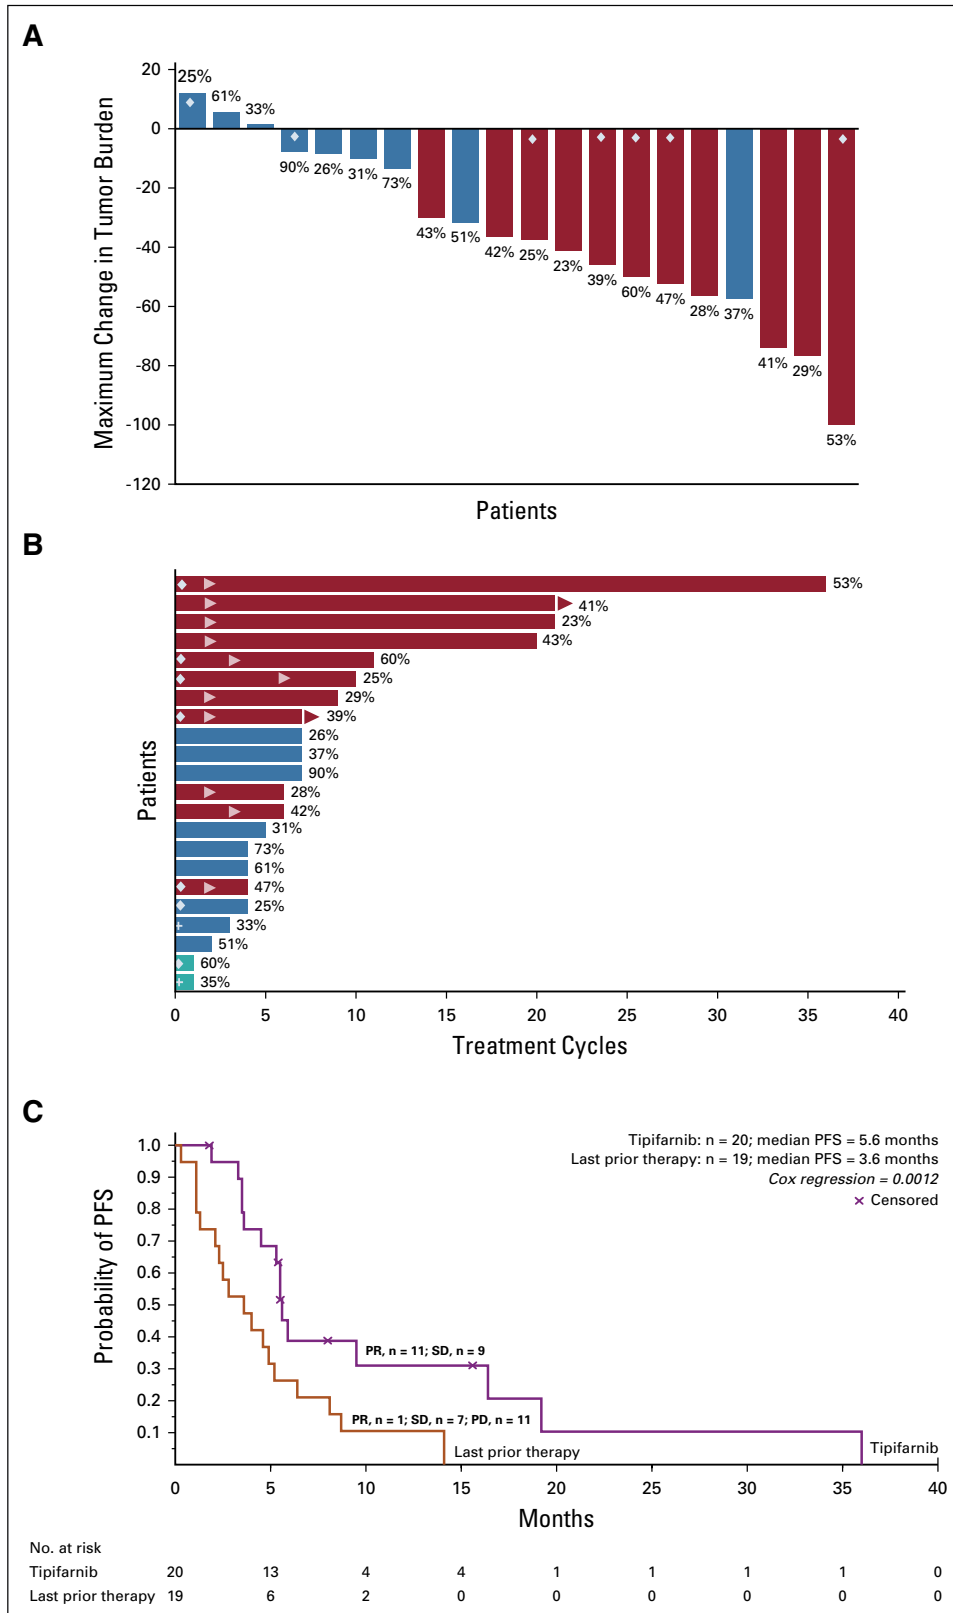 A
20
0
-20
-40
-60
-80
-100
-120
Maximum Change in Tumor Burden
25%
61%
33%
90%
26%
31%
73%
43%
51%
42%
25%
23%
39%
60%
47%
28%
37%
41%
29%
53%
Patients
B
Patients
53%
41%
23%
43%
60%
25%
29%
39%
26%
37%
90%
28%
42%
31%
73%
61%
47%
25%
33%
51%
60%
35%
0 5 10 15 20 25 30 35 40
Treatment Cycles
C
Probability of PFS
1.0
0.9
0.8
0.7
0.6
0.5
0.4
0.3
0.2
0.1
Tipifarnib: n = 20; median PFS = 5.6 months
Last prior therapy: n = 19; median PFS = 3.6 months
Cox regression = 0.0012
× Censored
PR, n = 11; SD, n = 9
PR, n = 1; SD, n = 7; PD, n = 11
Last prior therapy
Tipifarnib
0 5 10 15 20 25 30 35 40
Months
No. at risk
Tipifarnib 20 13 4 4 1 1 1 1 0
Last prior therapy 19 6 2 0 0 0 0 0 0